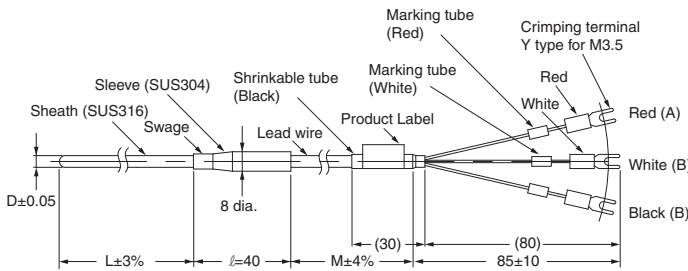 Marking tube
(Red)
Crimping terminal
Y type for M3.5
Sleeve (SUS304)
Shrinkable tube
(Black)
Marking tube
(White)
Red
Sheath (SUS316)
Swage
Lead wire
Product Label
White
Red (A)
White (B)
Black (B)
D±0.05
8 dia.
(30)
(80)
L±3%
ℓ=40
M±4%
85±10